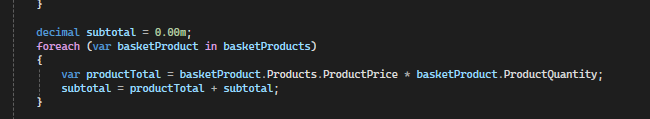 }
decimal subtotal = 0.00m;
foreach (var basketProduct in basketProducts)
{
var productTotal = basketProduct.Products.ProductPrice * basketProduct.ProductQuantity;
subtotal = productTotal + subtotal;
}